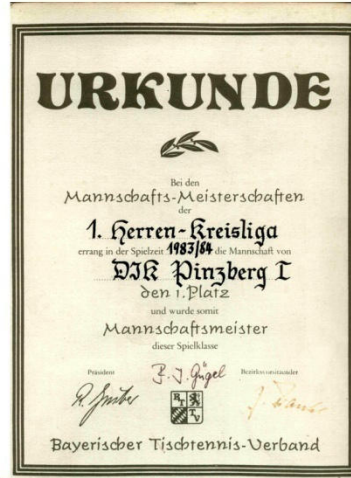 URKUNDE
Bei den
Mannschafts-Meisterschaften
der
1. Herren-Kreisliga
errang in der Spielzeit 1983/84 die Mannschaft von
DJK Pinzberg I
den 1. Platz
und wurde somit
Mannschaftsmeister
dieser Spielklasse
Präsident
Bezirksvorsitzender
B T
T V
Bayerischer Tischtennis-Verband